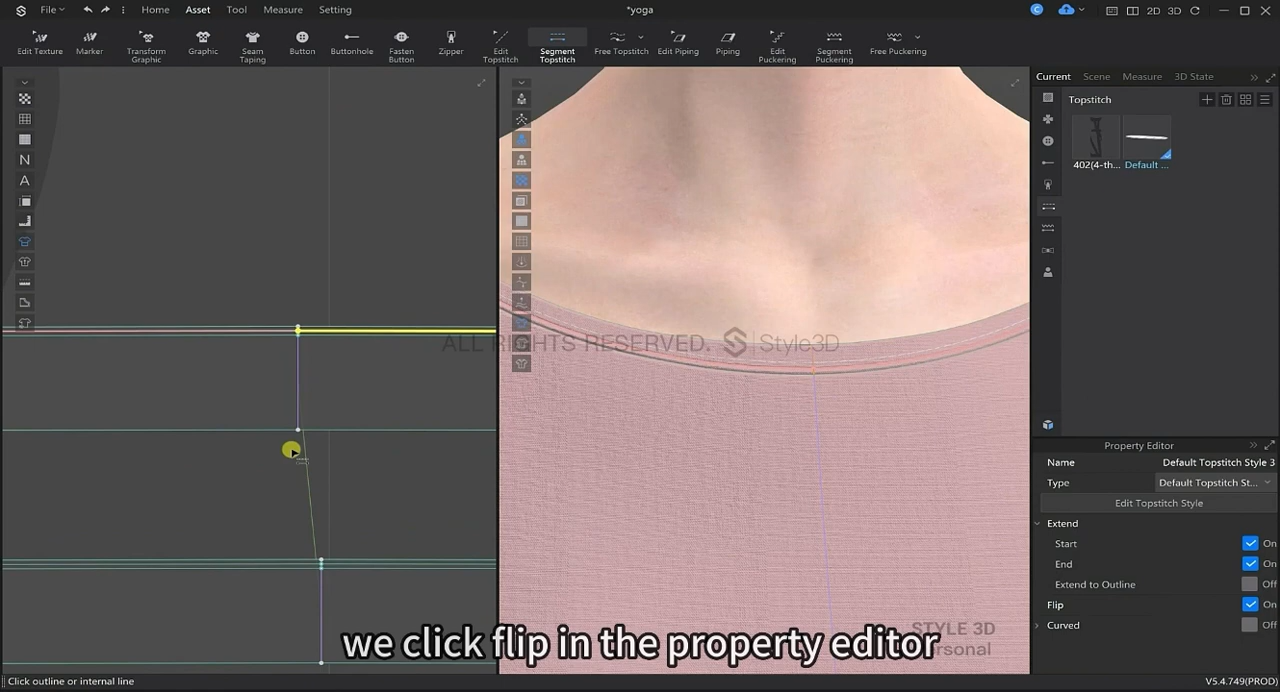 File
Home
Asset
Tool
Measure
Setting
*yoga
C
2D
3D
Edit Texture
Marker
Transform Graphic
Graphic
Seam Taping
Button
Buttonhole
Fasten Button
Zipper
Edit Topstitch
Segment Topstitch
Free Topstitch
Edit Piping
Piping
Edit Puckering
Segment Puckering
Free Puckering
Current
Scene
Measure
3D State
Topstitch
402(4-th...
Default ...
N
A
ALL RIGHTS RESERVED. Style3D
Property Editor
Name
Default Topstitch Style 3
Type
Default Topstitch St...
Edit Topstitch Style
Extend
Start
On
End
On
Extend to Outline
Off
Flip
On
Curved
Off
STYLE 3D
Personal
we click flip in the property editor
Click outline or internal line
V5.4.749(PROD)